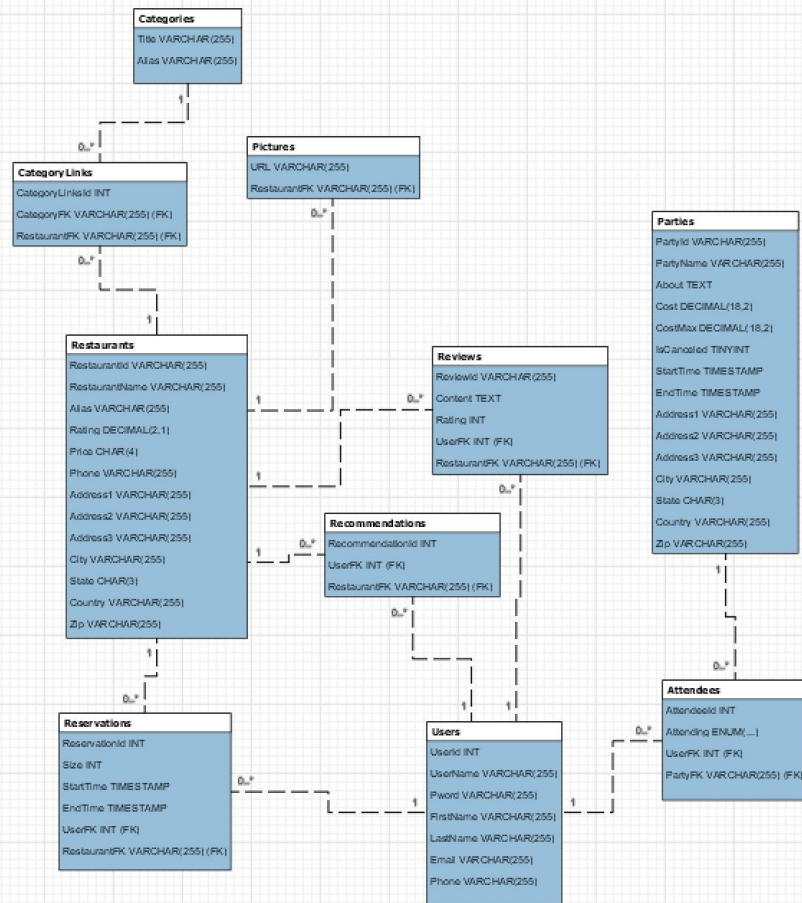 Categories
Title VARCHAR(255)
Alias VARCHAR(255)
1
0..*
CategoryLinks
CategoryLinksId INT
CategoryFK VARCHAR(255) (FK)
RestaurantFK VARCHAR(255) (FK)
0..*
1
Pictures
URL VARCHAR(255)
RestaurantFK VARCHAR(255) (FK)
0..*
1
Restaurants
RestaurantId VARCHAR(255)
RestaurantName VARCHAR(255)
Alias VARCHAR(255)
Rating DECIMAL(2,1)
Price CHAR(4)
Phone VARCHAR(255)
Address1 VARCHAR(255)
Address2 VARCHAR(255)
Address3 VARCHAR(255)
City VARCHAR(255)
State CHAR(3)
Country VARCHAR(255)
Zip VARCHAR(255)
Reviews
ReviewId VARCHAR(255)
Content TEXT
Rating INT
UserFK INT (FK)
RestaurantFK VARCHAR(255) (FK)
0..*
1
0..*
1
Recommendations
RecommendationId INT
UserFK INT (FK)
RestaurantFK VARCHAR(255) (FK)
0..*
1
0..*
1
Parties
PartyId VARCHAR(255)
PartyName VARCHAR(255)
About TEXT
Cost DECIMAL(18,2)
CostMax DECIMAL(18,2)
IsCanceled TINYINT
StartTime TIMESTAMP
EndTime TIMESTAMP
Address1 VARCHAR(255)
Address2 VARCHAR(255)
Address3 VARCHAR(255)
City VARCHAR(255)
State CHAR(3)
Country VARCHAR(255)
Zip VARCHAR(255)
1
0..*
Reservations
ReservationId INT
Size INT
StartTime TIMESTAMP
EndTime TIMESTAMP
UserFK INT (FK)
RestaurantFK VARCHAR(255) (FK)
1
0..*
0..*
1
Users
UserId INT
UserName VARCHAR(255)
Pword VARCHAR(255)
FirstName VARCHAR(255)
LastName VARCHAR(255)
Email VARCHAR(255)
Phone VARCHAR(255)
1
0..*
Attendees
AttendeeId INT
Attending ENUM(...)
UserFK INT (FK)
PartyFK VARCHAR(255) (FK)